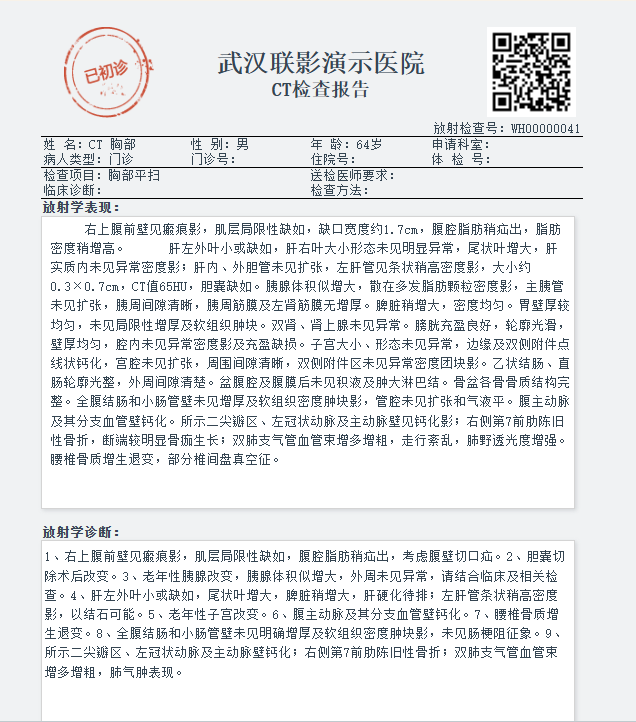 已初诊
武汉联影演示医院
CT检查报告
放射检查号：WH00000041
姓 名：CT 胸部 性 别：男 年 龄：64岁 申请科室：
病人类型：门诊 门诊号： 住院号： 体 检 号：
检查项目：胸部平扫 送检医师要求：
临床诊断： 检查方法：
放射学表现：
右上腹前壁见瘢痕影，肌层局限性缺如，缺口宽度约1.7cm，腹腔脂肪稍疝出，脂肪
密度稍增高。 肝左外叶小或缺如，肝右叶大小形态未见明显异常，尾状叶增大，肝
实质内未见异常密度影；肝内、外胆管未见扩张，左肝管见条状稍高密度影，大小约
0.3×0.7cm，CT值65HU，胆囊缺如。胰腺体积似增大，散在多发脂肪颗粒密度影，主胰管
未见扩张，胰周间隙清晰，胰周筋膜及左肾筋膜无增厚。脾脏稍增大，密度均匀。胃壁厚较
均匀，未见局限性增厚及软组织肿块。双肾、肾上腺未见异常。膀胱充盈良好，轮廓光滑，
壁厚均匀，腔内未见异常密度影及充盈缺损。子宫大小、形态未见异常，边缘及双侧附件点
线状钙化，宫腔未见扩张，周围间隙清晰，双侧附件区未见异常密度团块影。乙状结肠、直
肠轮廓光整，外周间隙清楚。盆腹腔及腹膜后未见积液及肿大淋巴结。骨盆各骨骨质结构完
整。全腹结肠和小肠管壁未见增厚及软组织密度肿块影，管腔未见扩张和气液平。腹主动脉
及其分支血管壁钙化。所示二尖瓣区、左冠状动脉及主动脉壁见钙化影；右侧第7前肋陈旧
性骨折，断端较明显骨痂生长；双肺支气管血管束增多增粗，走行紊乱，肺野透光度增强。
腰椎骨质增生退变，部分椎间盘真空征。
放射学诊断：
1、右上腹前壁见瘢痕影，肌层局限性缺如，腹腔脂肪稍疝出，考虑腹壁切口疝。2、胆囊切
除术后改变。3、老年性胰腺改变，胰腺体积似增大，外周未见异常，请结合临床及相关检
查。4、肝左外叶小或缺如，尾状叶增大，脾脏稍增大，肝硬化待排；左肝管条状稍高密度
影，以结石可能。5、老年性子宫改变。6、腹主动脉及其分支血管壁钙化。7、腰椎骨质增
生退变。8、全腹结肠和小肠管壁未见明确增厚及软组织密度肿块影，未见肠梗阻征象。9、
所示二尖瓣区、左冠状动脉及主动脉壁钙化；右侧第7前肋陈旧性骨折；双肺支气管血管束
增多增粗，肺气肿表现。